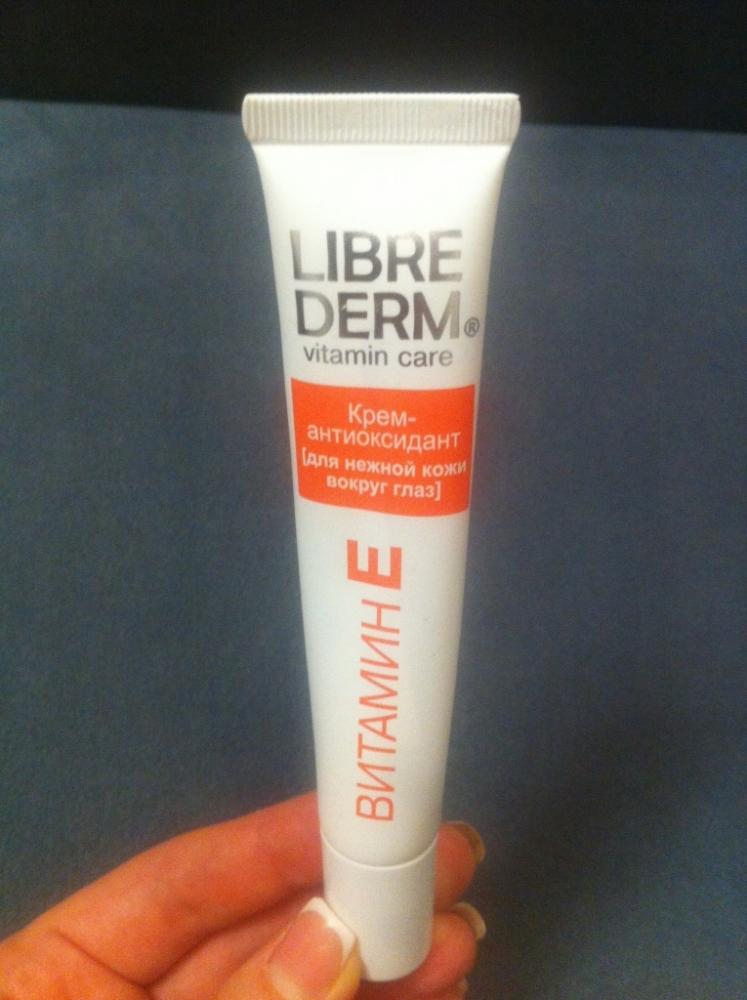 LIBRE
DERM®
vitamin care
Крем-
антиоксидант
[для нежной кожи
вокруг глаз]
ВИТАМИН E